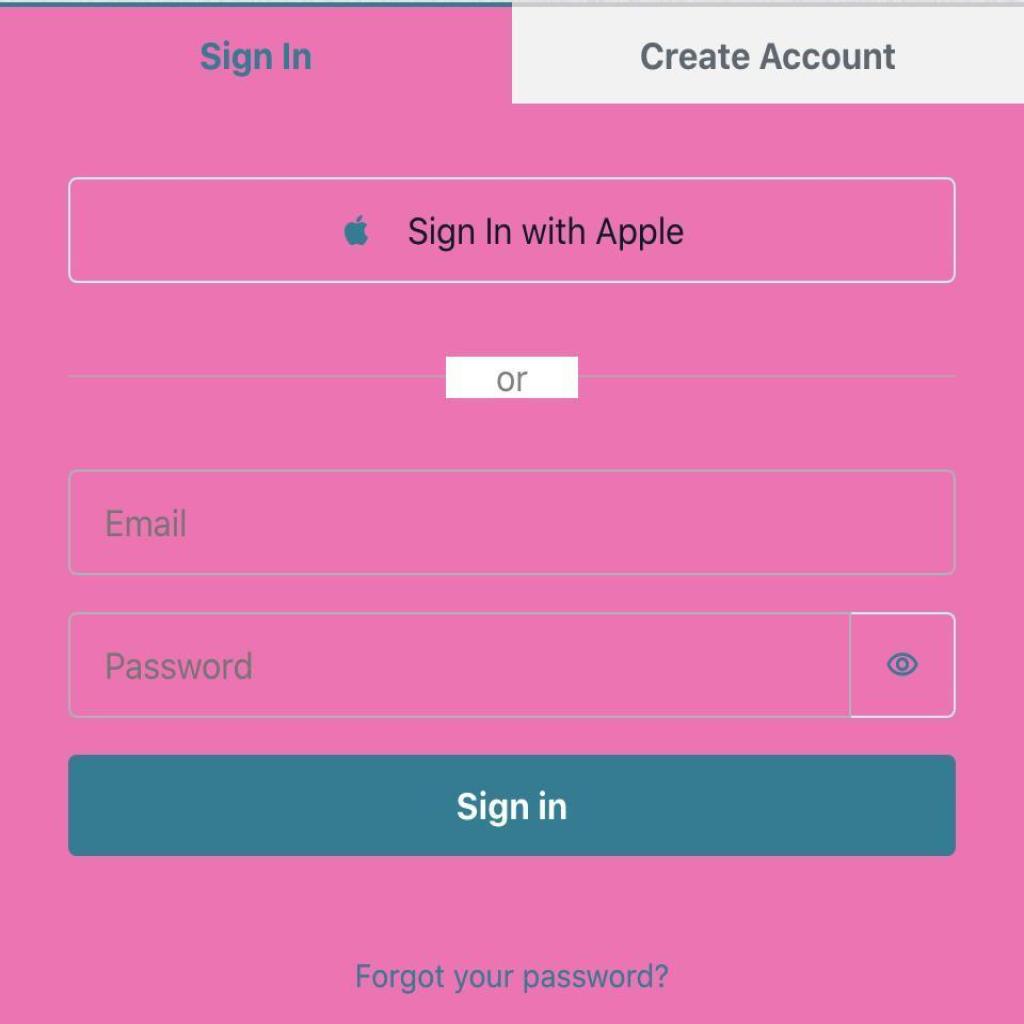 Sign In
Create Account
Sign In with Apple
or
Email
Password
Sign in
Forgot your password?